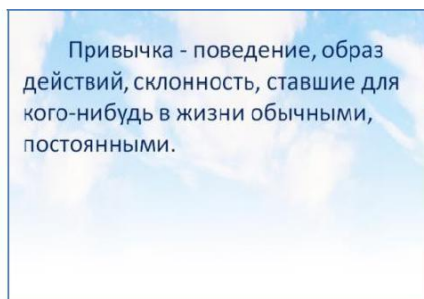 Привычка - поведение, образ
действий, склонность, ставшие для
кого-нибудь в жизни обычными,
постоянными.